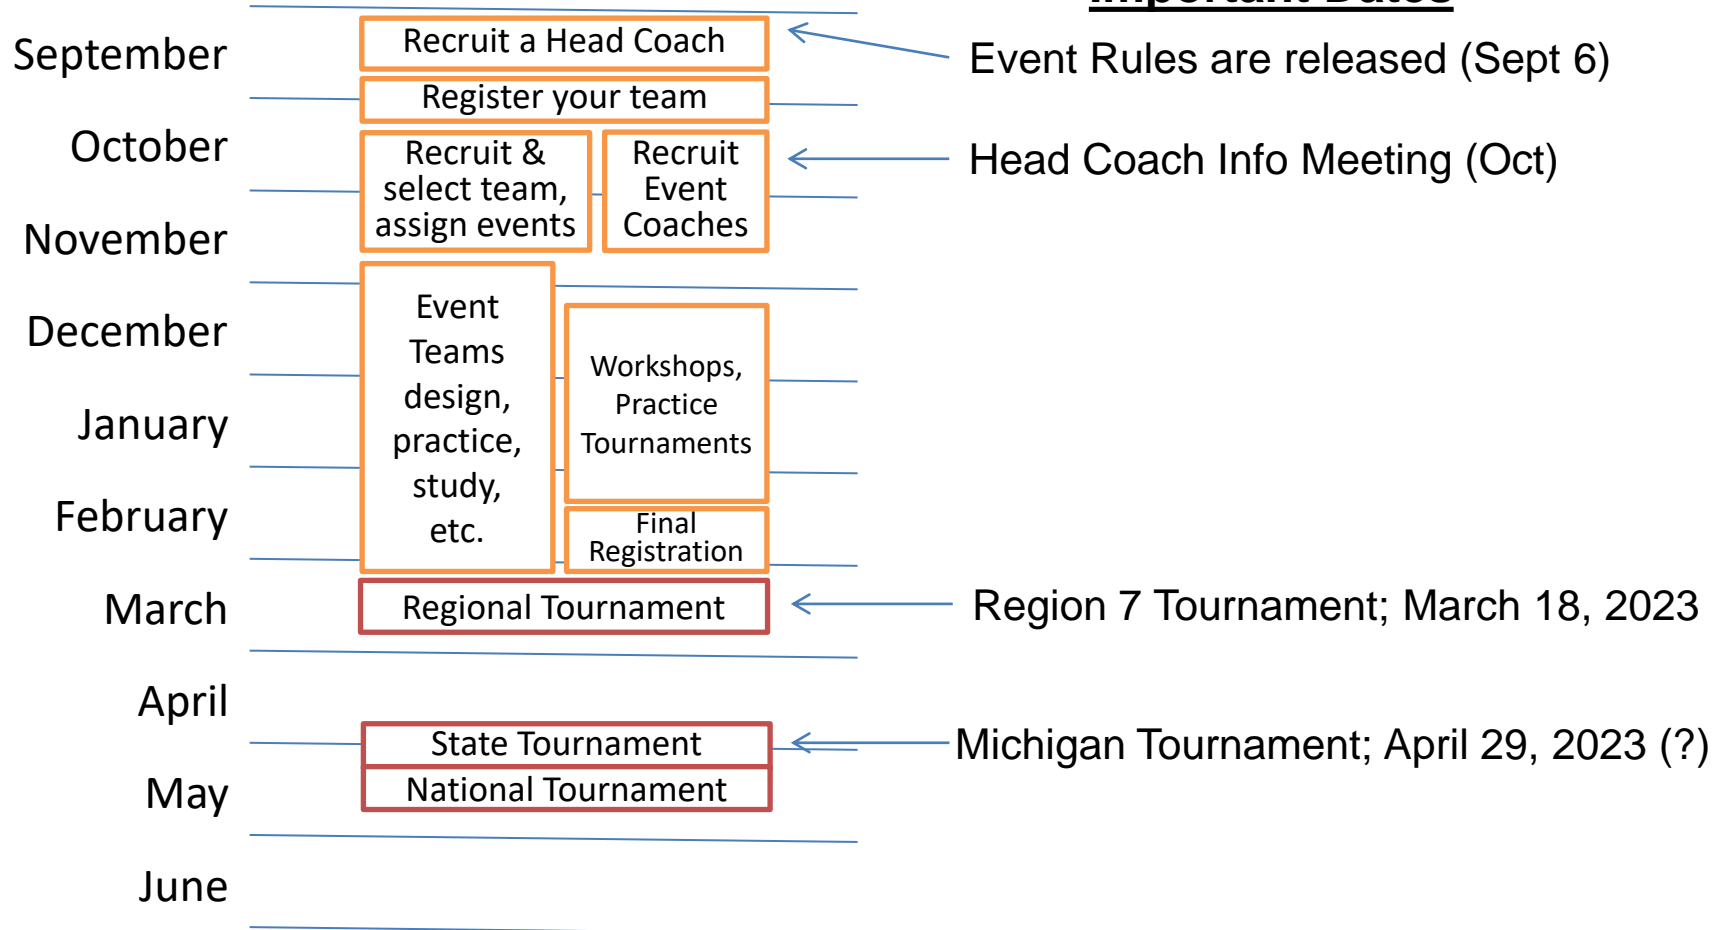 Important Dates
September
Recruit a Head Coach
Event Rules are released (Sept 6)
Register your team
October
Recruit &
select team,
assign events
Recruit
Event
Coaches
Head Coach Info Meeting (Oct)
November
Event
Teams
design,
practice,
study,
etc.
December
Workshops,
Practice
Tournaments
January
February
Final
Registration
March
Regional Tournament
Region 7 Tournament; March 18, 2023
April
State Tournament
Michigan Tournament; April 29, 2023 (?)
May
National Tournament
June